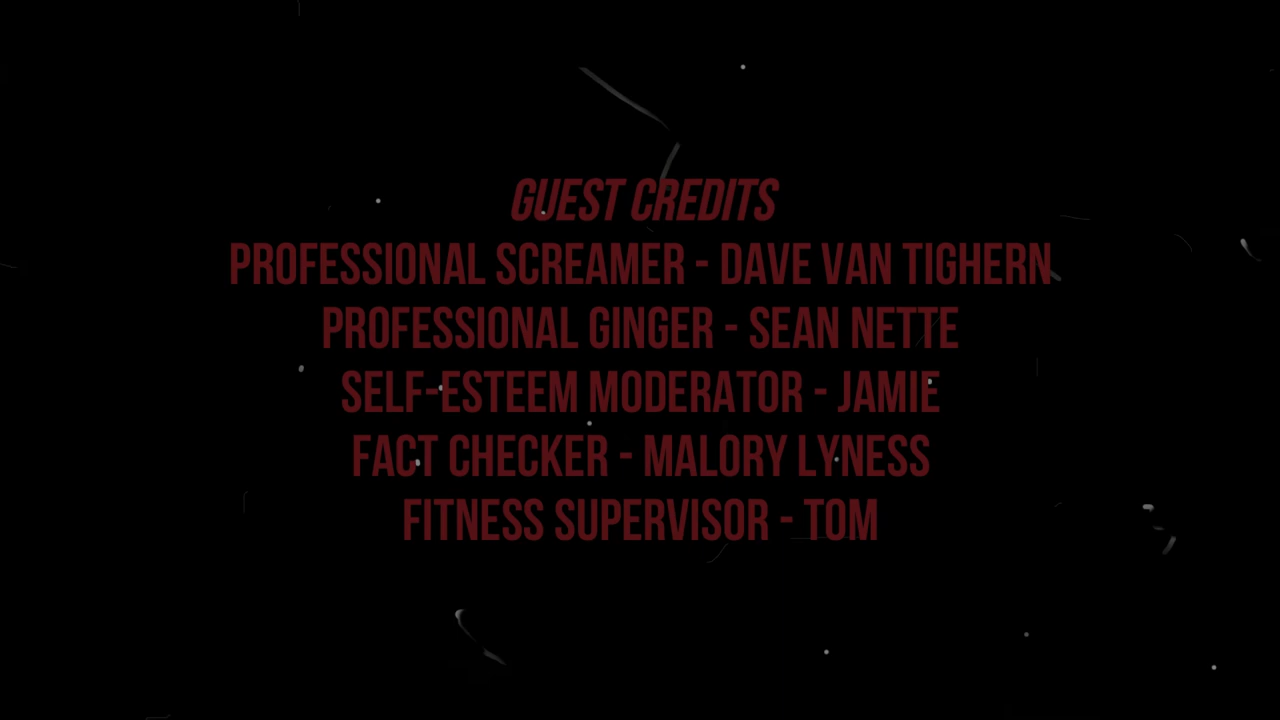 GUEST CREDITS
PROFESSIONAL SCREAMER - DAVE VAN TIGHERN
PROFESSIONAL GINGER - SEAN NETTE
SELF-ESTEEM MODERATOR - JAMIE
FACT CHECKER - MALORY LYNESS
FITNESS SUPERVISOR - TOM